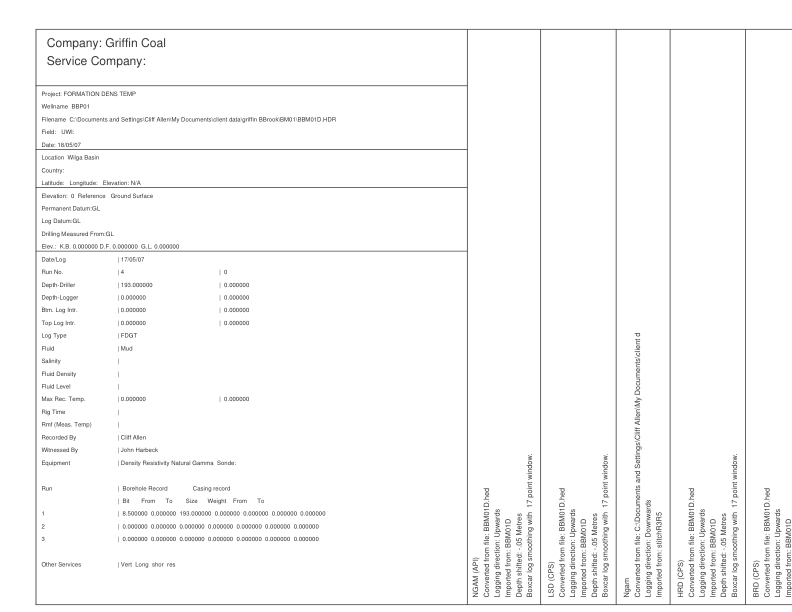 Company: Griffin Coal
Service Company:
Project: FORMATION DENS TEMP
Wellname BBP01
Filename C:\Documents and Settings\Cliff Allen\My Documents\client data\griffin BBrook\BM01\BBM01D.HDR
Field: UWI:
Date: 18/05/07
Location Wilga Basin
Country:
Latitude: Longitude: Elevation: N/A
Elevation: 0 Reference Ground Surface
Permanent Datum:GL
Log Datum:GL
Drilling Measured From:GL
Elev.: K.B. 0.000000 D.F. 0.000000 G.L. 0.000000
Date/Log | 17/05/07
Run No. | 4 | 0
Depth-Driller | 193.000000 | 0.000000
Depth-Logger | 0.000000 | 0.000000
Btm. Log Intr. | 0.000000 | 0.000000
Top Log Intr. | 0.000000 | 0.000000
Log Type | FDGT
Fluid | Mud
Salinity |
Fluid Density |
Fluid Level |
Max Rec. Temp. | 0.000000 | 0.000000
Rig Time |
Rmf (Meas. Temp) |
Recorded By | Cliff Allen
Witnessed By | John Harbeck
Equipment | Density Resistivity Natural Gamma Sonde:
Run | Borehole Record Casing record
| Bit From To Size Weight From To
1 | 8.500000 0.000000 193.000000 0.000000 0.000000 0.000000 0.000000
2 | 0.000000 0.000000 0.000000 0.000000 0.000000 0.000000 0.000000
3 | 0.000000 0.000000 0.000000 0.000000 0.000000 0.000000 0.000000
Other Services | Vert Long shor res
NGAM (API)
Converted from file: BBM01D.hed
Logging direction: Upwards
Imported from: BBM01D
Depth shifted: -.05 Metres
Boxcar log smoothing with 17 point window.
LSD (CPS)
Converted from file: BBM01D.hed
Logging direction: Upwards
Imported from: BBM01D
Depth shifted: -.05 Metres
Boxcar log smoothing with 17 point window.
Ngam
Converted from file: C:\Documents and Settings\Cliff Allen\My Documents\client d
Logging direction: Downwards
Imported from: stitchR3R5
HRD (CPS)
Converted from file: BBM01D.hed
Logging direction: Upwards
Imported from: BBM01D
Depth shifted: -.05 Metres
Boxcar log smoothing with 17 point window.
BRD (CPS)
Converted from file: BBM01D.hed
Logging direction: Upwards
Imported from: BBM01D